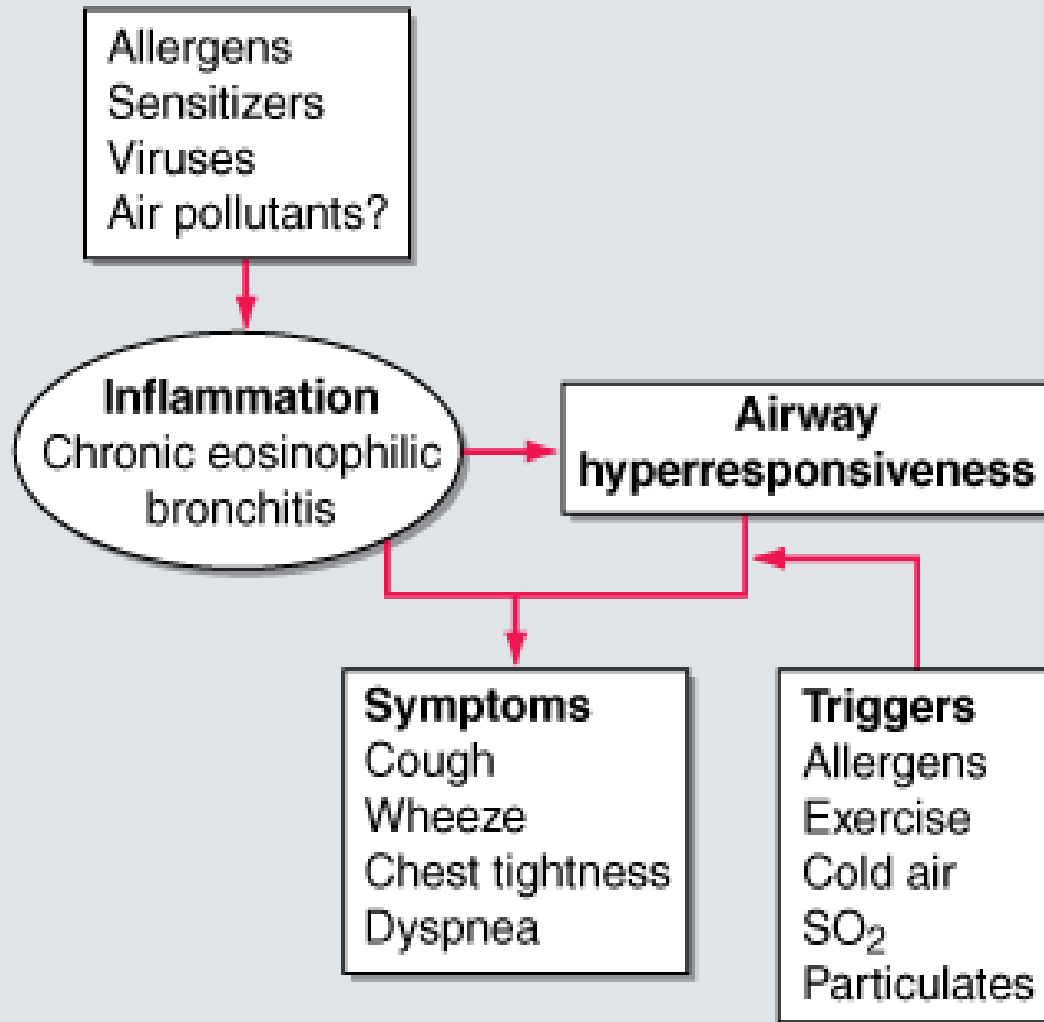 Allergens
Sensitizers
Viruses
Air pollutants?
Inflammation
Chronic eosinophilic
bronchitis
Airway
hyperresponsiveness
Symptoms
Cough
Wheeze
Chest tightness
Dyspnea
Triggers
Allergens
Exercise
Cold air
SO₂
Particulates